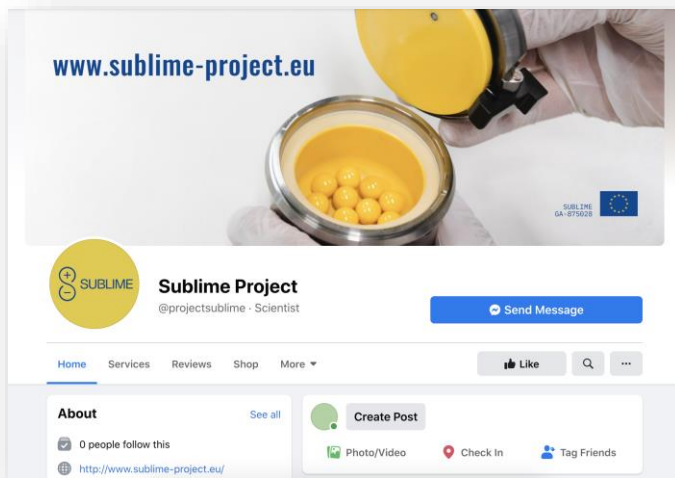 www.sublime-project.eu
SUBLIME
GA-875028
SUBLIME
Sublime Project
@projectsublime · Scientist
Send Message
Home Services Reviews Shop More
Like
About See all
0 people follow this
http://www.sublime-project.eu/
Create Post
Photo/Video Check In Tag Friends